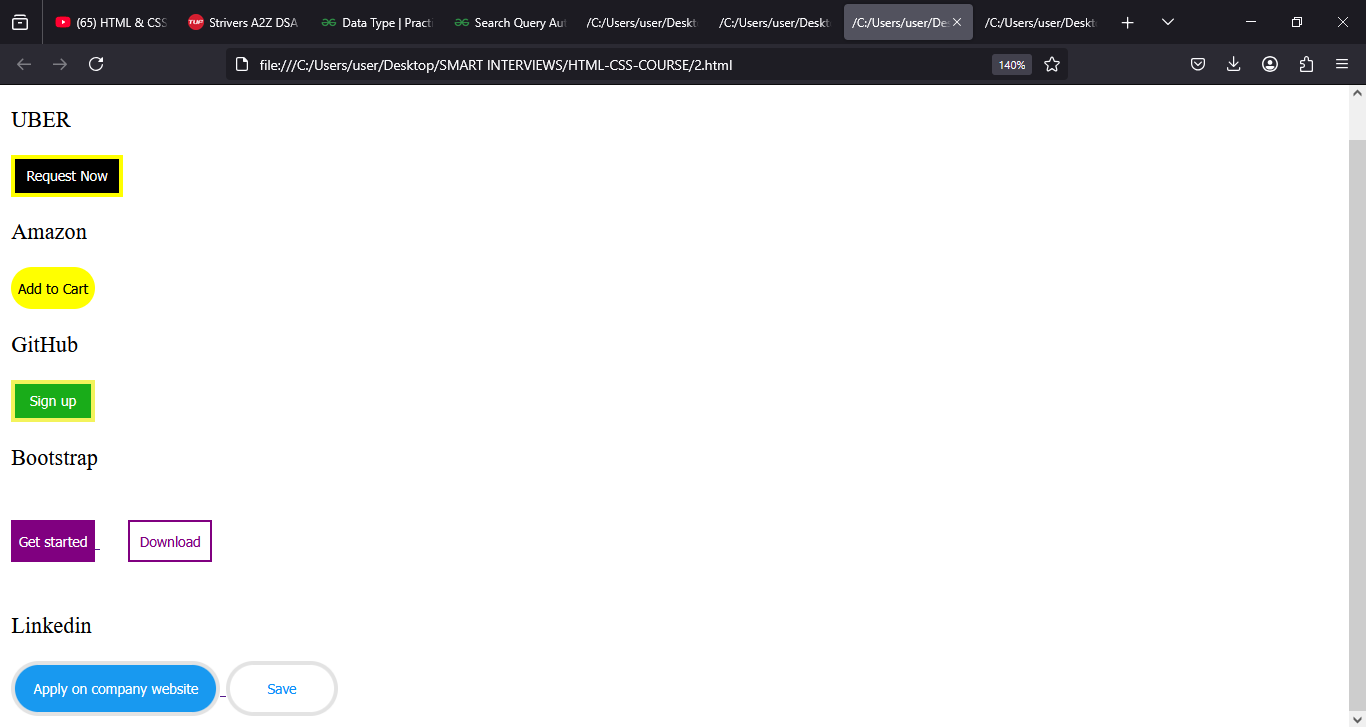 (65) HTML & CSS
Strivers A2Z DSA
Data Type | Practi
Search Query Aut
/C:/Users/user/Deskt
/C:/Users/user/Deskt
/C:/Users/user/De
/C:/Users/user/Deskt
file:///C:/Users/user/Desktop/SMART INTERVIEWS/HTML-CSS-COURSE/2.html
140%
UBER
Request Now
Amazon
Add to Cart
GitHub
Sign up
Bootstrap
Get started Download
Linkedin
Apply on company website Save